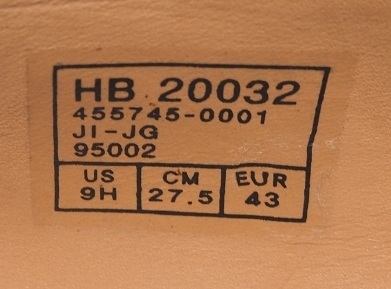 HB 20032
455745-0001
JI-JG
95002
US CM EUR
9H 27.5 43